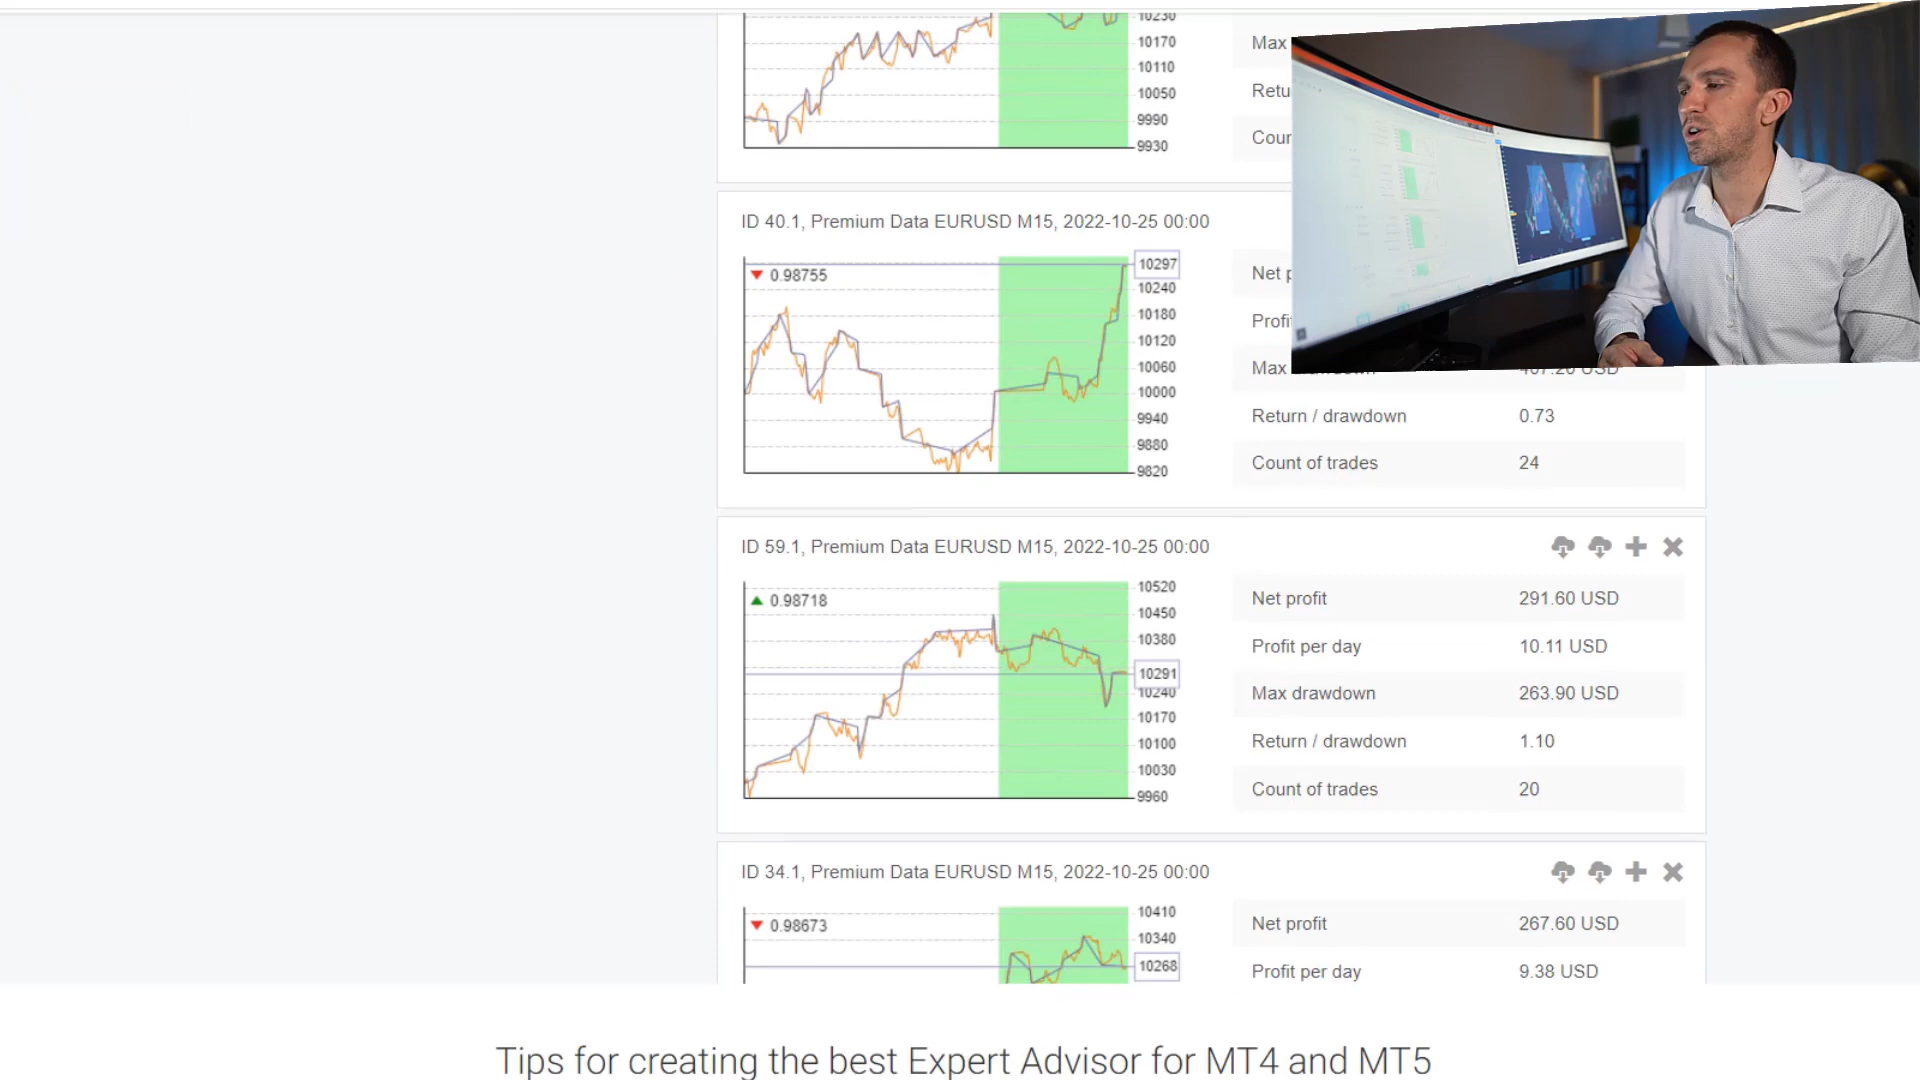 10230
10170
10110
10050
9990
9930
Max
Retu
Cour
ID 40.1, Premium Data EURUSD M15, 2022-10-25 00:00
0.98755
10297
10240
10180
10120
10060
10000
9940
9880
9820
Net p
Profi
Max
Return / drawdown 0.73
Count of trades 24
ID 59.1, Premium Data EURUSD M15, 2022-10-25 00:00
0.98718
10520
10450
10380
10291
10240
10170
10100
10030
9960
Net profit 291.60 USD
Profit per day 10.11 USD
Max drawdown 263.90 USD
Return / drawdown 1.10
Count of trades 20
ID 34.1, Premium Data EURUSD M15, 2022-10-25 00:00
0.98673
10410
10340
10268
Net profit 267.60 USD
Profit per day 9.38 USD
Tips for creating the best Expert Advisor for MT4 and MT5